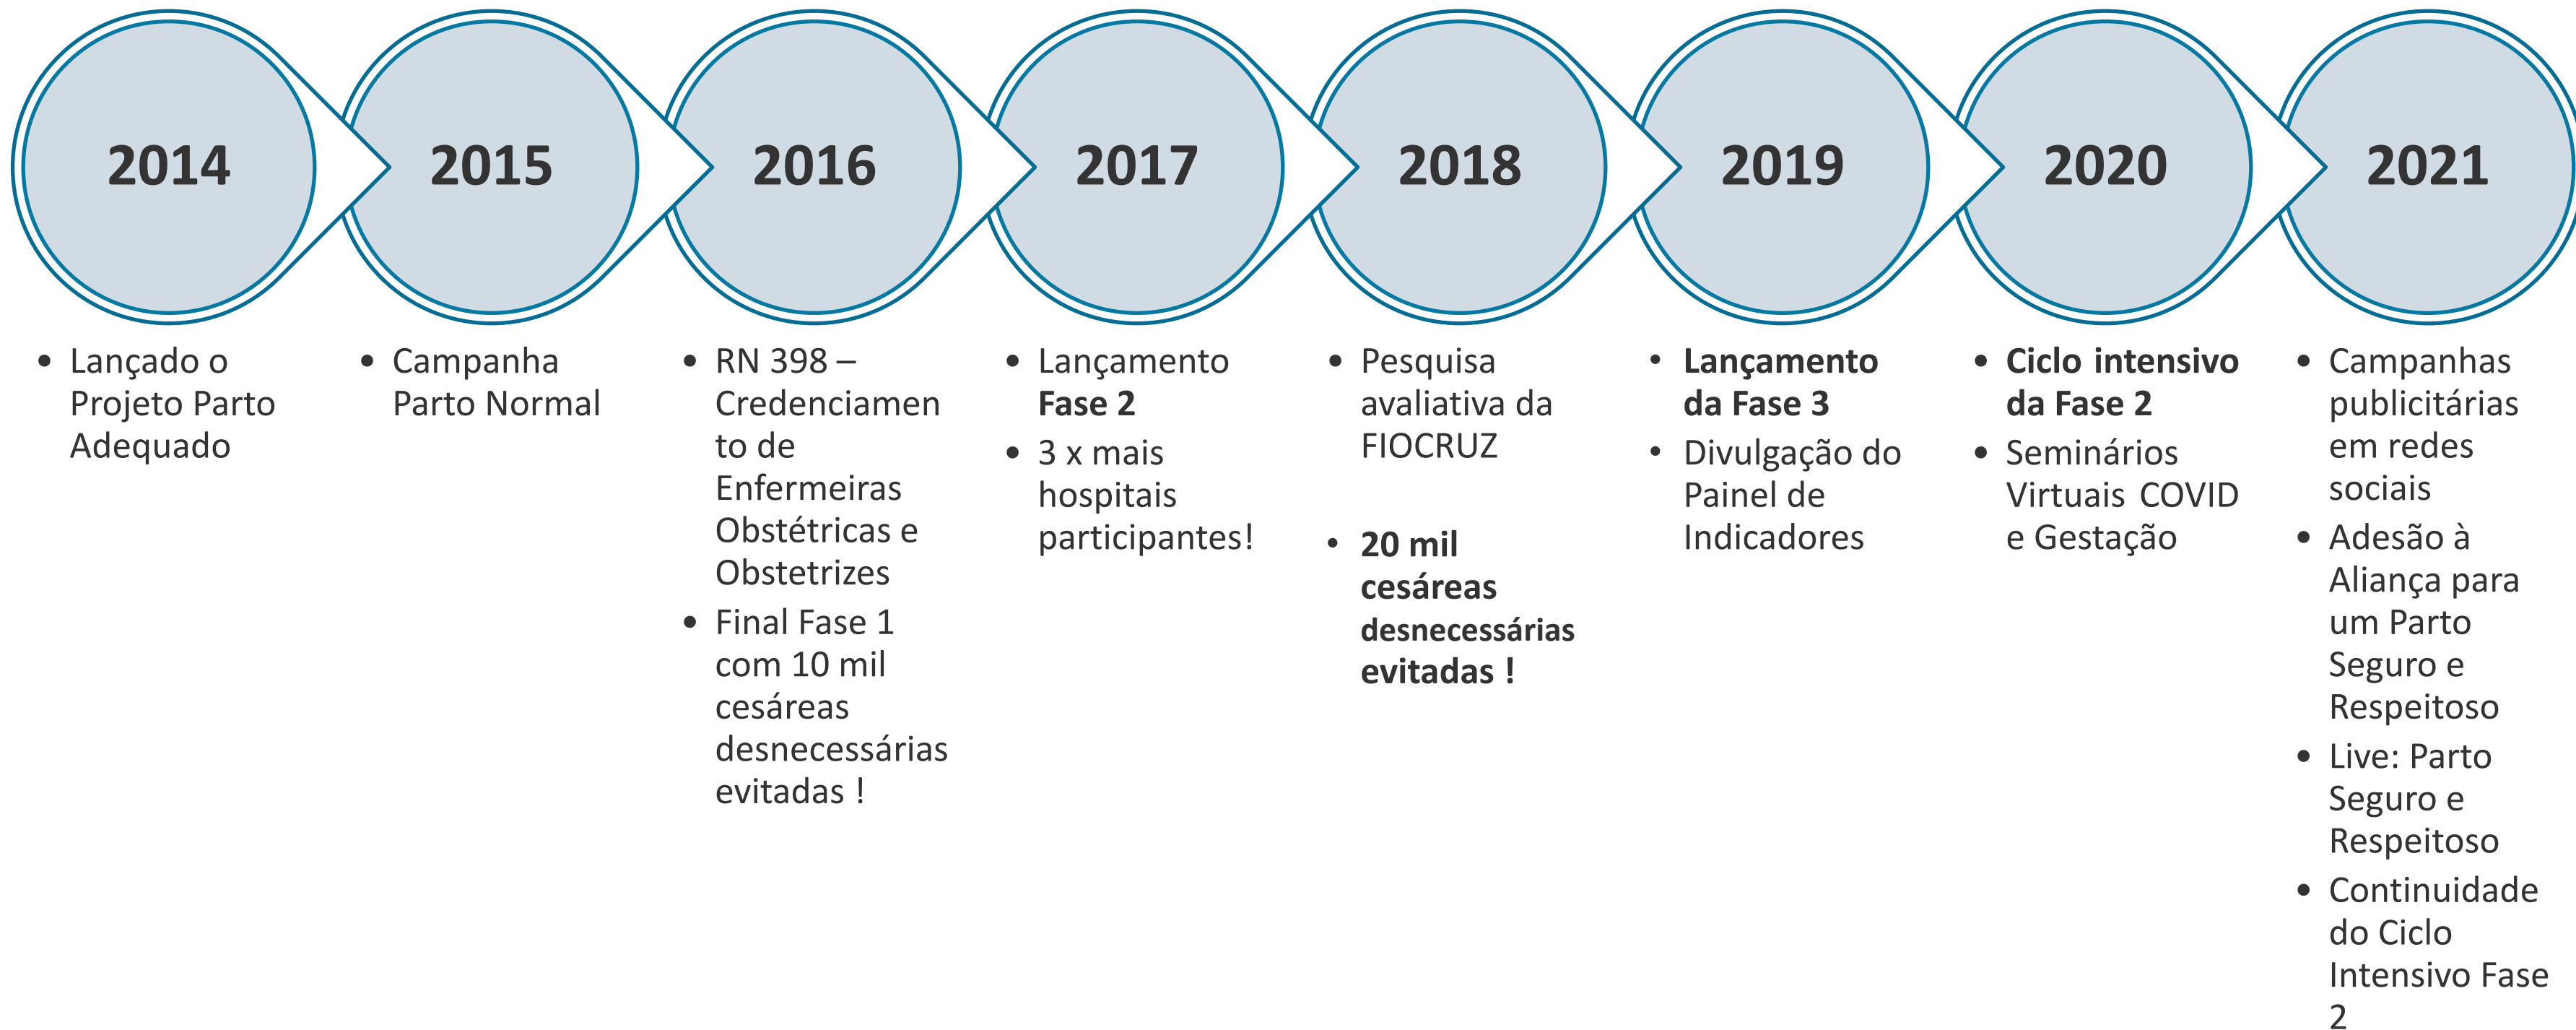 2014
• Lançado o
Projeto Parto
Adequado
2015
• Campanha
Parto Normal
2016
• RN 398 –
Credenciamen
to de
Enfermeiras
Obstétricas e
Obstetrizes
• Final Fase 1
com 10 mil
cesáreas
desnecessárias
evitadas !
2017
• Lançamento
Fase 2
• 3 x mais
hospitais
participantes!
2018
• Pesquisa
avaliativa da
FIOCRUZ
• 20 mil
cesáreas
desnecessárias
evitadas !
2019
• Lançamento
da Fase 3
• Divulgação do
Painel de
Indicadores
2020
• Ciclo intensivo
da Fase 2
• Seminários
Virtuais COVID
e Gestação
2021
• Campanhas
publicitárias
em redes
sociais
• Adesão à
Aliança para
um Parto
Seguro e
Respeitoso
• Live: Parto
Seguro e
Respeitoso
• Continuidade
do Ciclo
Intensivo Fase
2